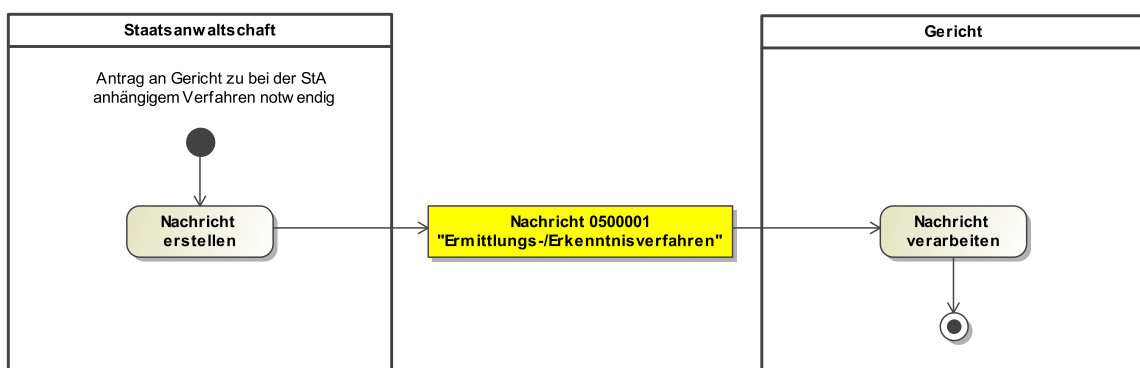 Staatsanwaltschaft
Gericht
Antrag an Gericht zu bei der StA
anhängigem Verfahren notwendig
Nachricht
erstellen
Nachricht 0500001
"Ermittlungs-/Erkenntnisverfahren"
Nachricht
verarbeiten